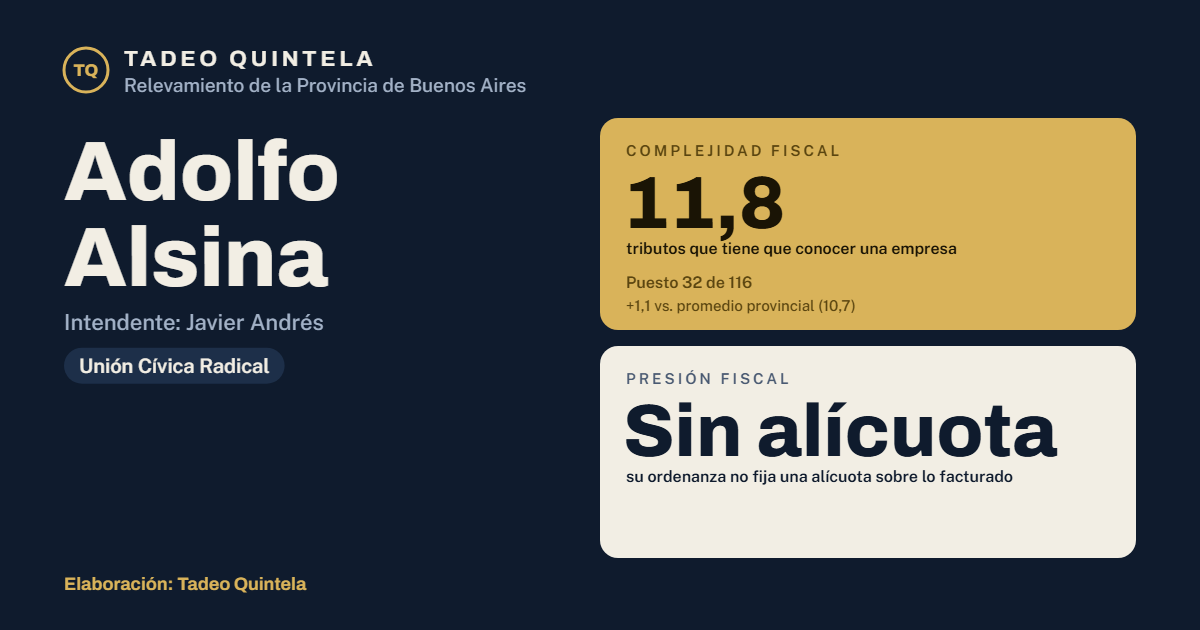 TQ
TADEO QUINTELA
Relevamiento de la Provincia de Buenos Aires
Adolfo
Alsina
Intendente: Javier Andrés
Unión Cívica Radical
COMPLEJIDAD FISCAL
11,8
tributos que tiene que conocer una empresa
Puesto 32 de 116
+1,1 vs. promedio provincial (10,7)
PRESIÓN FISCAL
Sin alícuota
su ordenanza no fija una alícuota sobre lo facturado
Elaboración: Tadeo Quintela